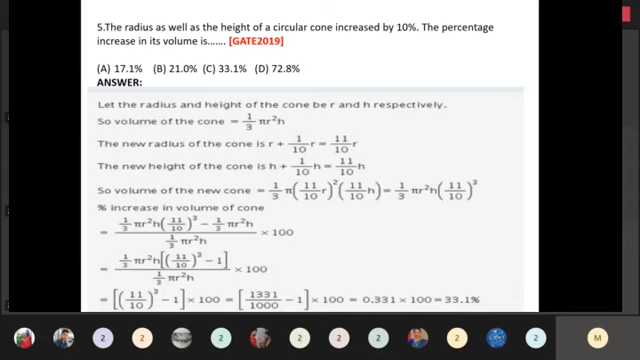 5.The radius as well as the height of a circular cone increased by 10%. The percentage
increase in its volume is……. [GATE2019]
(A) 17.1% (B) 21.0% (C) 33.1% (D) 72.8%
ANSWER:
Let the radius and height of the cone be r and h respectively.
So volume of the cone = 1/3 πr²h
The new radius of the cone is r + 1/10 r = 11/10 r
The new height of the cone is h + 1/10 h = 11/10 h
So volume of the new cone = 1/3 π(11/10 r)²(11/10 h) = 1/3 πr²h(11/10)³
% increase in volume of cone
= (1/3 πr²h(11/10)³ − 1/3 πr²h)/(1/3 πr²h) × 100
= (1/3 πr²h[(11/10)³ − 1])/(1/3 πr²h) × 100
= [(11/10)³ − 1] × 100 = [1331/1000 − 1] × 100 = 0.331 × 100 = 33.1%
2 2 2 2 2 2 M